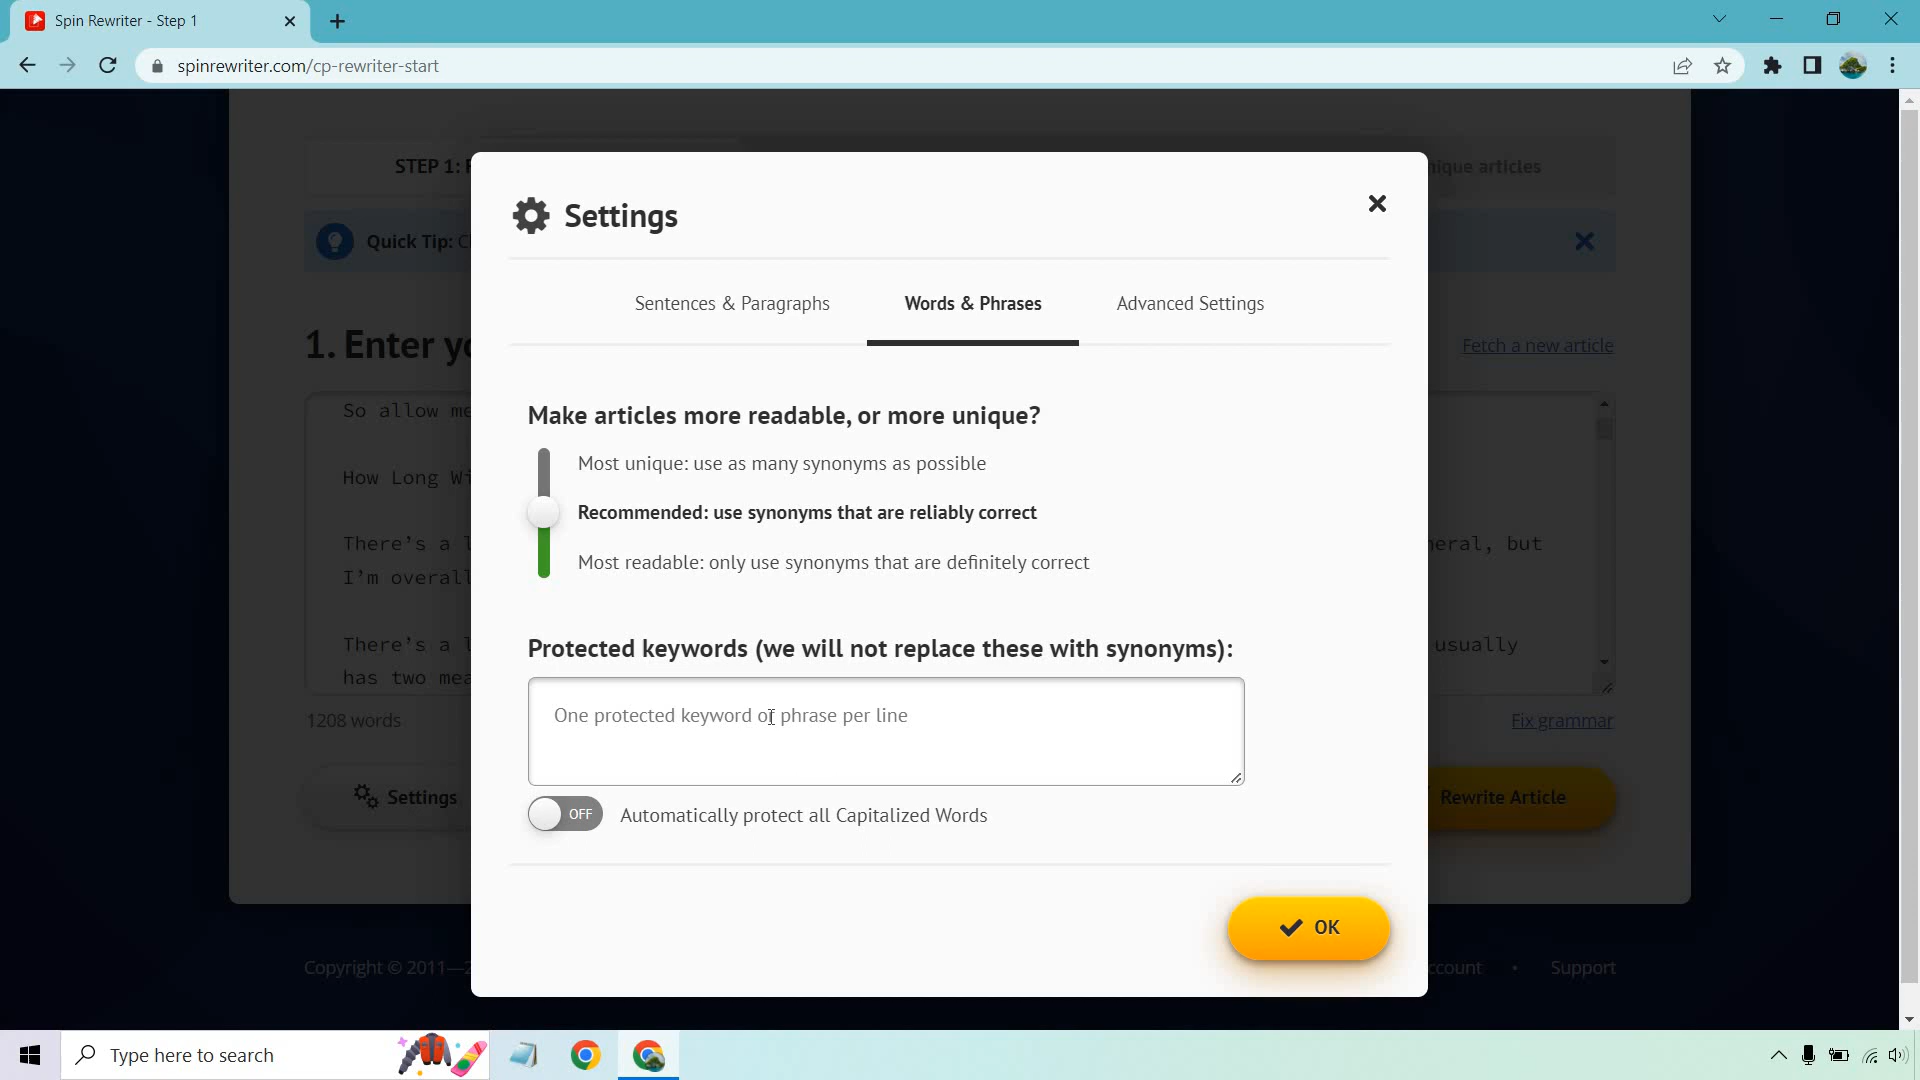 Spin Rewriter - Step 1
spinrewriter.com/cp-rewriter-start
STEP 1:
nique articles
Quick Tip:
Settings
Sentences & Paragraphs
Words & Phrases
Advanced Settings
1. Enter
Fetch a new article
Make articles more readable, or more unique?
So allow me
Most unique: use as many synonyms as possible
How Long
Recommended: use synonyms that are reliably correct
There's a
neral, but
Most readable: only use synonyms that are definitely correct
I'm overall
Protected keywords (we will not replace these with synonyms):
There's a
usually
has two
One protected keyword or phrase per line
1208 words
Fix grammar
Settings
Rewrite Article
OFF
Automatically protect all Capitalized Words
OK
Copyright © 2011—2
ccount
•
Support
Type here to search